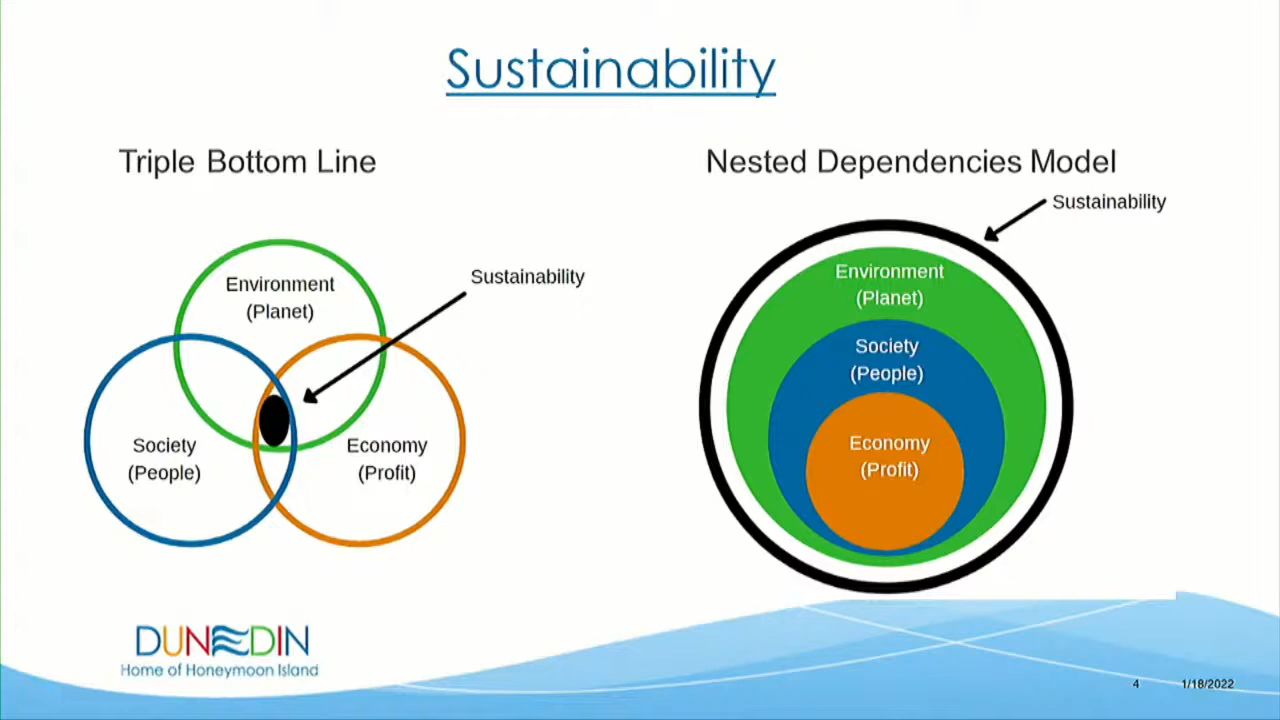 Sustainability
Triple Bottom Line
Environment
(Planet)
Sustainability
Society
(People)
Economy
(Profit)
Nested Dependencies Model
Sustainability
Environment
(Planet)
Society
(People)
Economy
(Profit)
DUNEDIN
Home of Honeymoon Island
4
1/18/2022